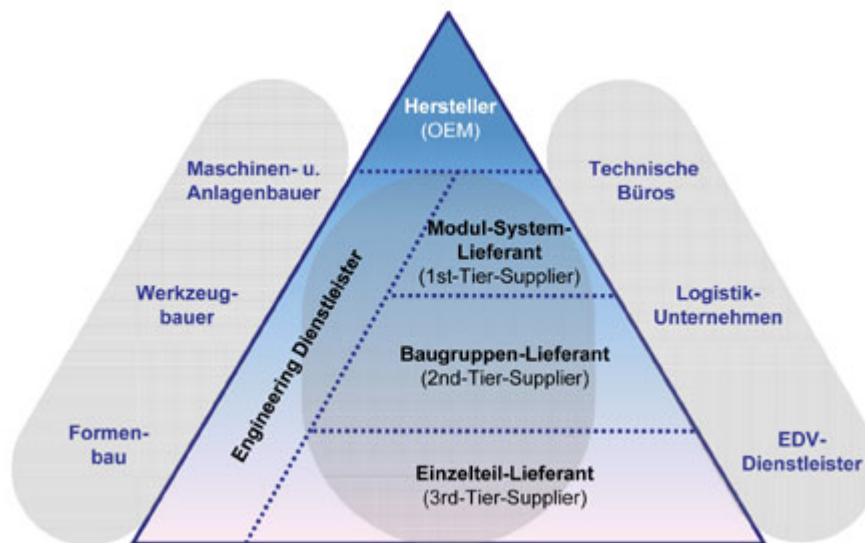 Hersteller
(OEM)
Maschinen- u.
Anlagenbauer
Werkzeug-
bauer
Formen-
bau
Engineering Dienstleister
Modul-System-
Lieferant
(1st-Tier-Supplier)
Baugruppen-Lieferant
(2nd-Tier-Supplier)
Einzelteil-Lieferant
(3rd-Tier-Supplier)
Technische
Büros
Logistik-
Unternehmen
EDV-
Dienstleister